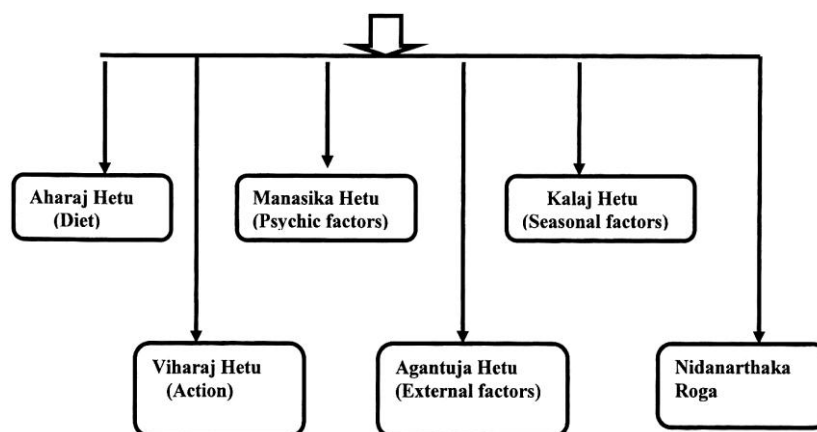 Aharaj Hetu
(Diet)
Manasika Hetu
(Psychic factors)
Kalaj Hetu
(Seasonal factors)
Viharaj Hetu
(Action)
Agantuja Hetu
(External factors)
Nidanarthaka
Roga